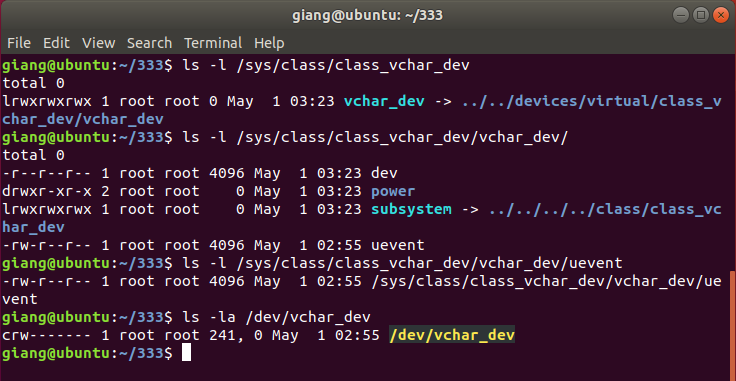 giang@ubuntu: ~/333
File Edit View Search Terminal Help
giang@ubuntu:~/333$ ls -l /sys/class/class_vchar_dev
total 0
lrwxrwxrwx 1 root root 0 May  1 03:23 vchar_dev -> ../../devices/virtual/class_v
char_dev/vchar_dev
giang@ubuntu:~/333$ ls -l /sys/class/class_vchar_dev/vchar_dev/
total 0
-r--r--r-- 1 root root 4096 May  1 03:23 dev
drwxr-xr-x 2 root root    0 May  1 03:23 power
lrwxrwxrwx 1 root root    0 May  1 03:23 subsystem -> ../../../../class/class_vc
har_dev
-rw-r--r-- 1 root root 4096 May  1 02:55 uevent
giang@ubuntu:~/333$ ls -l /sys/class/class_vchar_dev/vchar_dev/uevent
-rw-r--r-- 1 root root 4096 May  1 02:55 /sys/class/class_vchar_dev/vchar_dev/ue
vent
giang@ubuntu:~/333$ ls -la /dev/vchar_dev
crw------- 1 root root 241, 0 May  1 02:55 /dev/vchar_dev
giang@ubuntu:~/333$